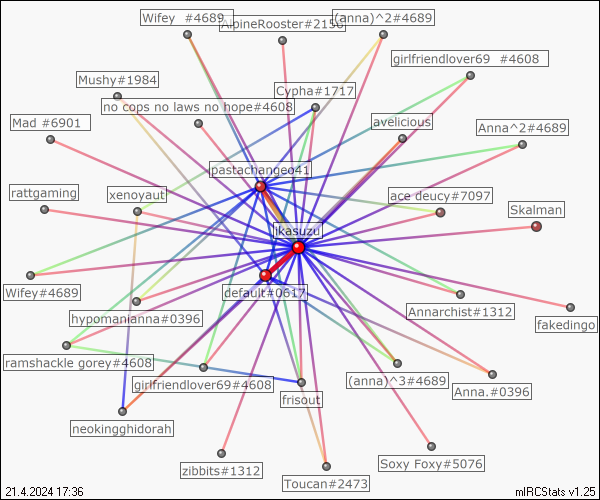 Wifey #4689
AlpineRooster#2150
(anna)^2#4689
girlfriendlover69 #4608
Mushy#1984
Cypha#1717
no cops no laws no hope#4608
Mad #6901
avelicious
Anna^2#4689
pastachangeo41
rattgaming
xenoyaut
ace deucy#7097
Skalman
jkasuzu
Wifey#4689
default#0617
hypomanianna#0396
Annarchist#1312
fakedingo
ramshackle gorey#4608
girlfriendlover69#4608
(anna)^3#4689
Anna.#0396
frisout
neokingghidorah
zibbits#1312
Soxy Foxy#5076
Toucan#2473
21.4.2024 17:36
mIRCStats v1.25